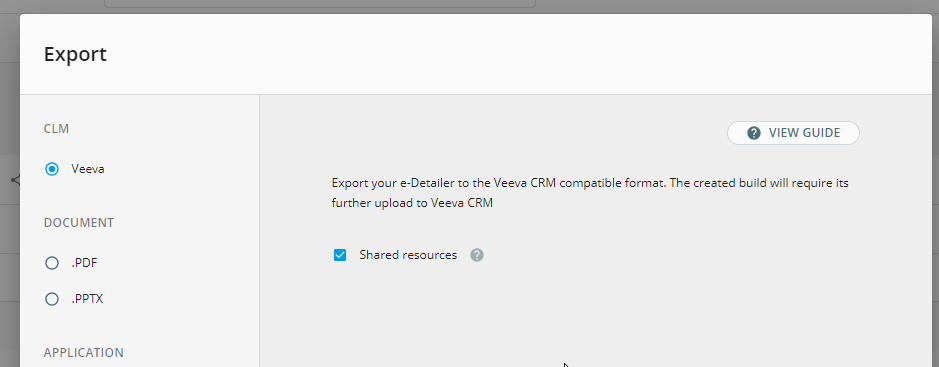 Export
CLM
Veeva
DOCUMENT
.PDF
.PPTX
APPLICATION
VIEW GUIDE
Export your e-Detailer to the Veeva CRM compatible format. The created build will require its
further upload to Veeva CRM
Shared resources